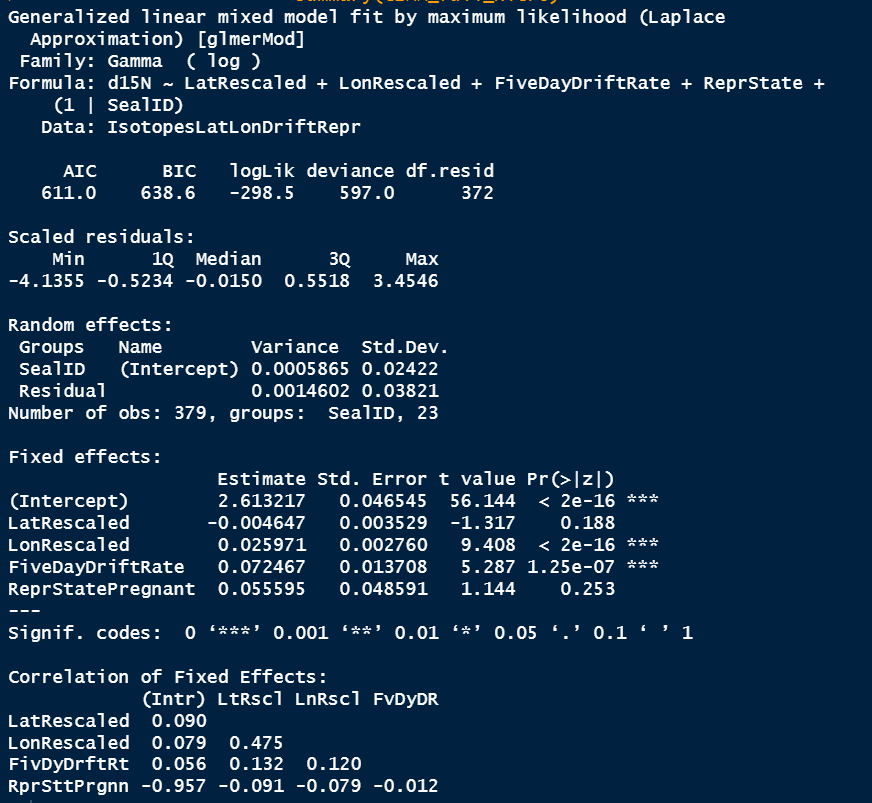 Generalized linear mixed model fit by maximum likelihood (Laplace
  Approximation) [glmerMod]
 Family: Gamma  ( log )
Formula: d15N ~ LatRescaled + LonRescaled + FiveDayDriftRate + ReprState +
    (1 | SealID)
   Data: IsotopesLatLonDriftRepr

     AIC      BIC   logLik deviance df.resid
   611.0    638.6   -298.5    597.0      372

Scaled residuals:
    Min      1Q  Median      3Q     Max
-4.1355 -0.5234 -0.0150  0.5518  3.4546

Random effects:
 Groups   Name        Variance  Std.Dev.
 SealID   (Intercept) 0.0005865 0.02422
 Residual             0.0014602 0.03821
Number of obs: 379, groups:  SealID, 23

Fixed effects:
                   Estimate Std. Error t value Pr(>|z|)
(Intercept)        2.613217   0.046545  56.144  < 2e-16 ***
LatRescaled       -0.004647   0.003529  -1.317    0.188
LonRescaled        0.025971   0.002760   9.408  < 2e-16 ***
FiveDayDriftRate   0.072467   0.013708   5.287 1.25e-07 ***
ReprStatePregnant  0.055595   0.048591   1.144    0.253
---
Signif. codes:  0 ‘***’ 0.001 ‘**’ 0.01 ‘*’ 0.05 ‘.’ 0.1 ‘ ’ 1

Correlation of Fixed Effects:
            (Intr) LtRscl LnRscl FvDyDR
LatRescaled  0.090
LonRescaled  0.079  0.475
FivDyDrftRt  0.056  0.132  0.120
RprSttPrgnn -0.957 -0.091 -0.079 -0.012